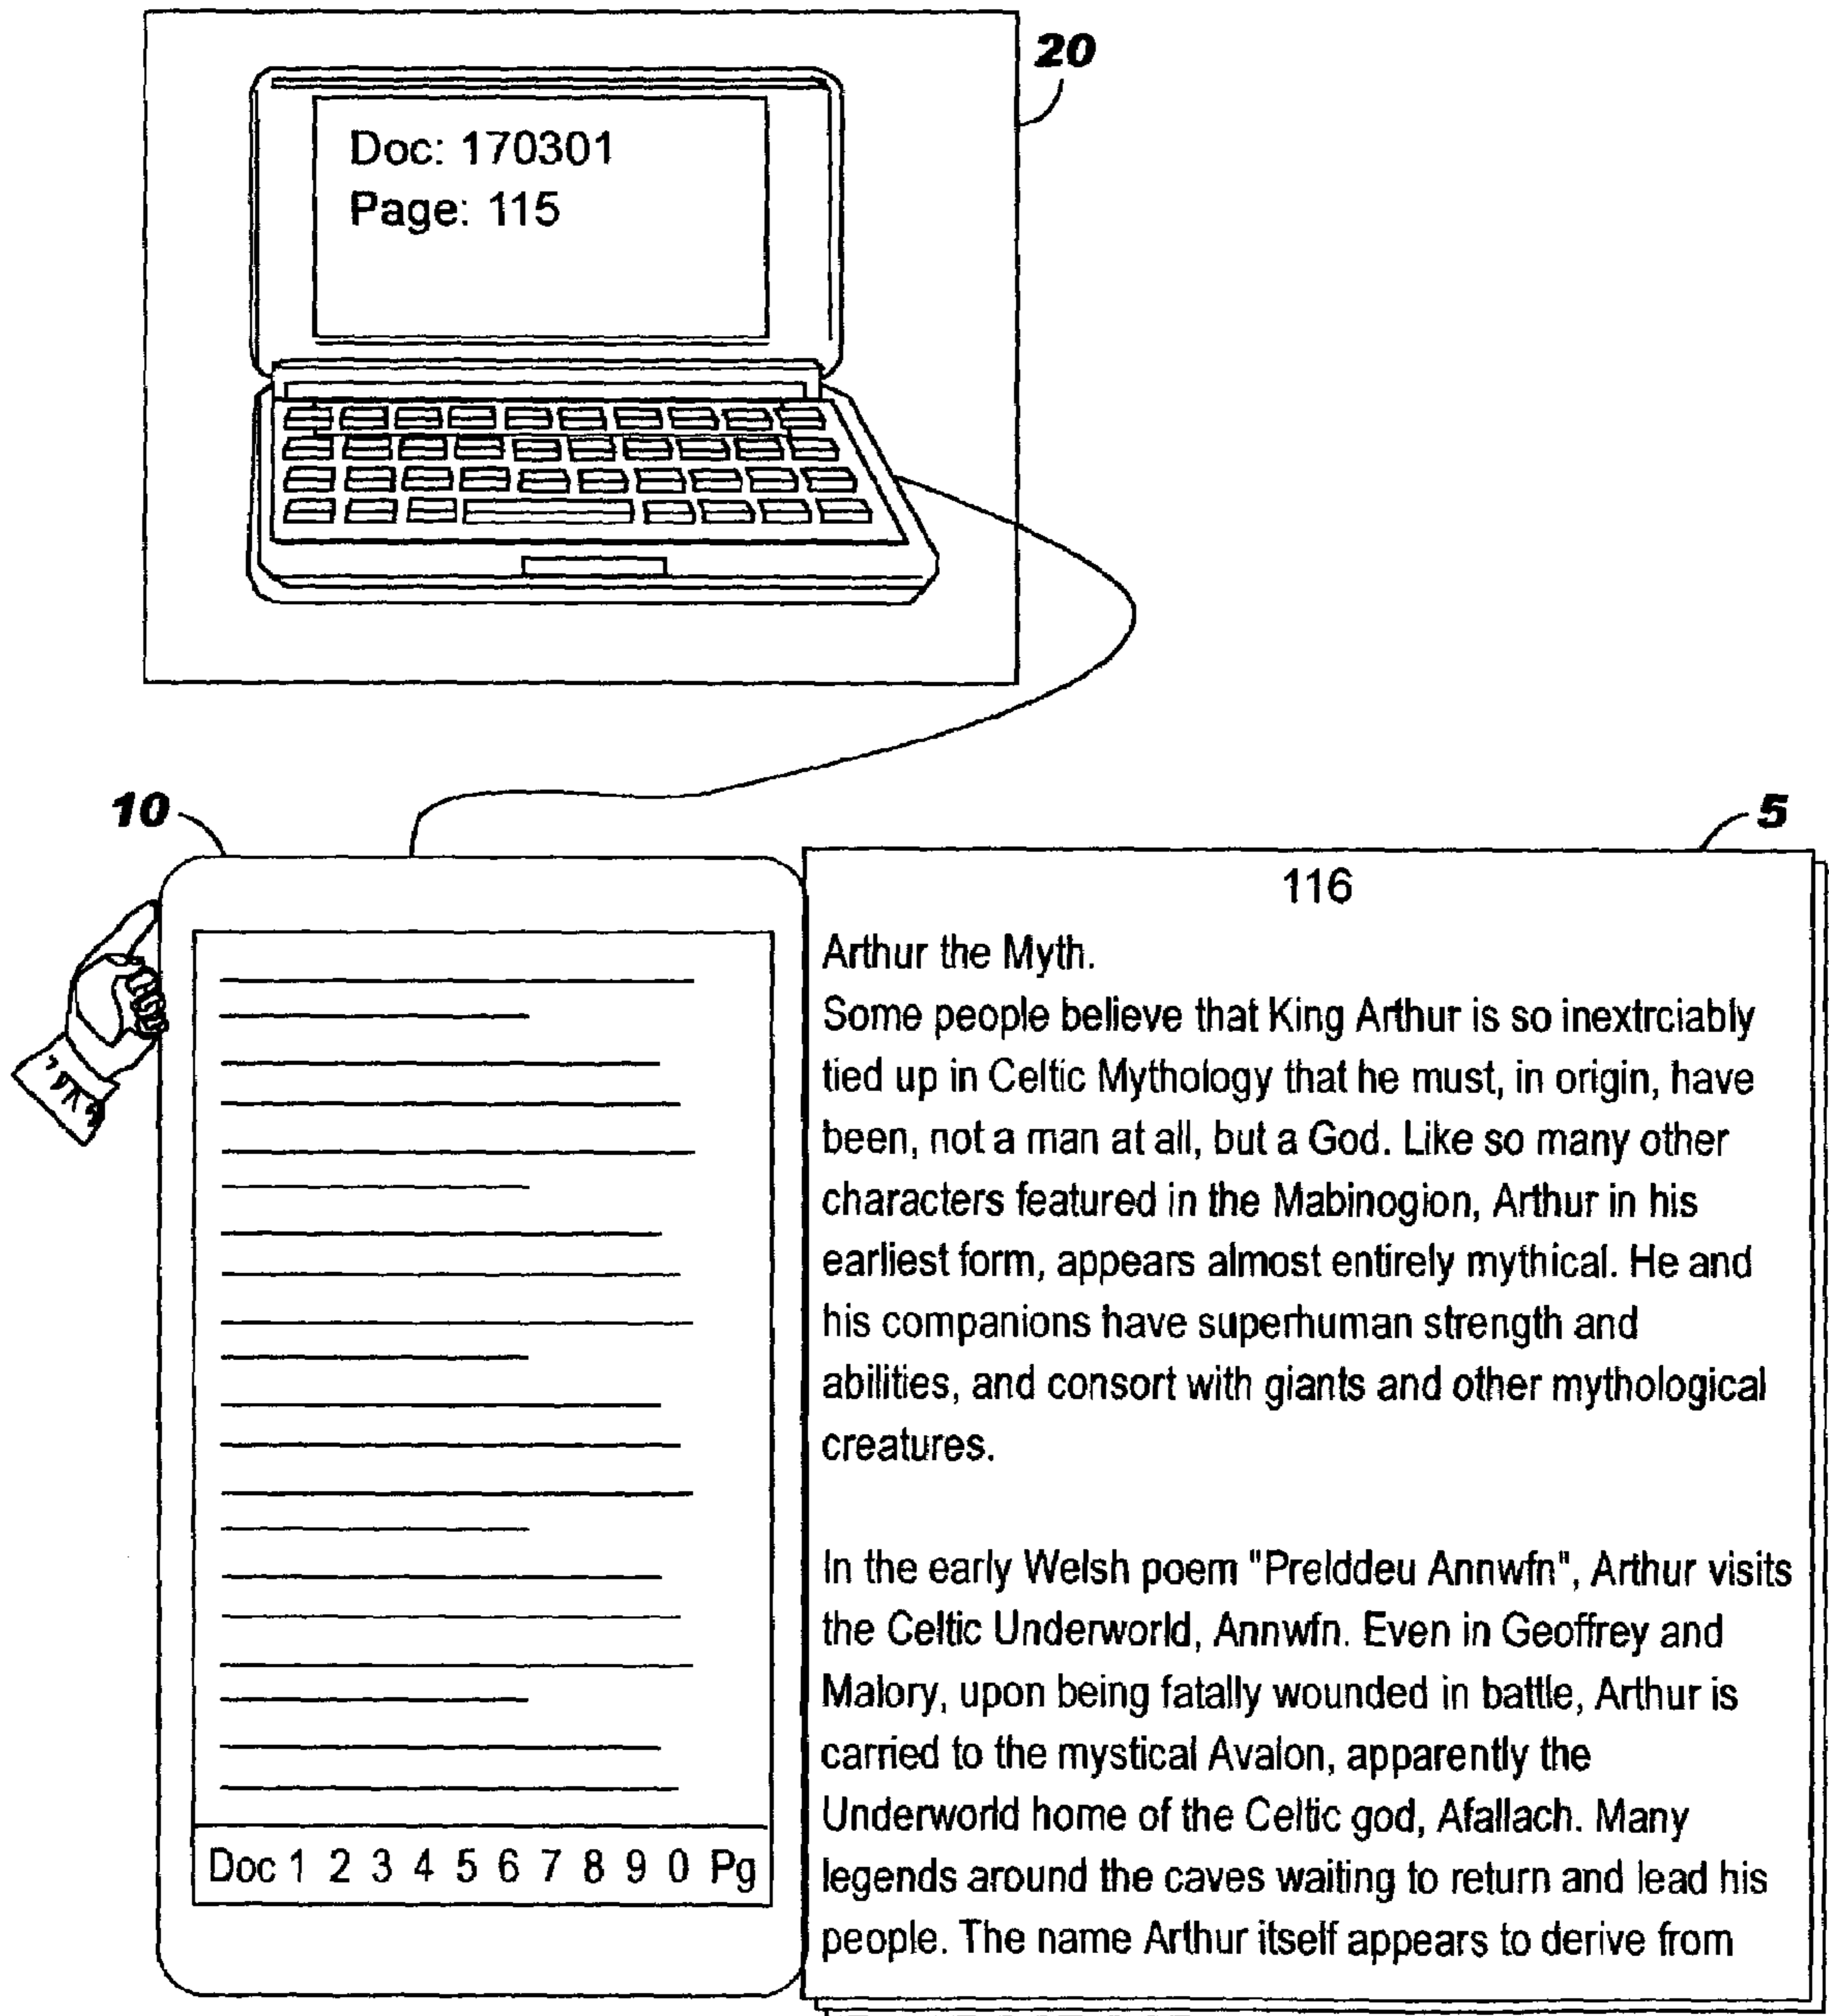 20
Doc: 170301
Page: 115
10
5
116
Arthur the Myth.
Some people believe that King Arthur is so inextrciably
tied up in Celtic Mythology that he must, in origin, have
been, not a man at all, but a God. Like so many other
characters featured in the Mabinogion, Arthur in his
earliest form, appears almost entirely mythical. He and
his companions have superhuman strength and
abilities, and consort with giants and other mythological
creatures.
In the early Welsh poem "Prelddeu Annwfn", Arthur visits
the Celtic Underworld, Annwfn. Even in Geoffrey and
Malory, upon being fatally wounded in battle, Arthur is
carried to the mystical Avalon, apparently the
Underworld home of the Celtic god, Afallach. Many
legends around the caves waiting to return and lead his
people. The name Arthur itself appears to derive from
Doc 1 2 3 4 5 6 7 8 9 0 Pg